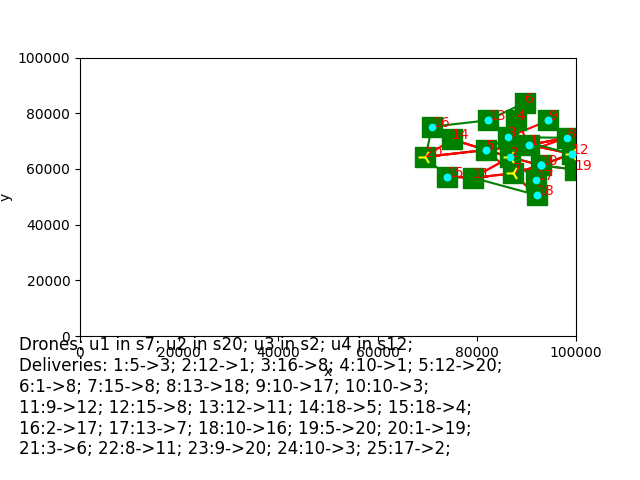 100000
80000
60000
40000
20000
0
y
0 20000 40000 60000 80000 100000
x
16
14
12
19
Drones: u1 in s7; u2 in s20; u3 in s2; u4 in s12;
Deliveries: 1:5->3; 2:12->1; 3:16->8; 4:10->1; 5:12->20;
6:1->8; 7:15->8; 8:13->18; 9:10->17; 10:10->3;
11:9->12; 12:15->8; 13:12->11; 14:18->5; 15:18->4;
16:2->17; 17:13->7; 18:10->16; 19:5->20; 20:1->19;
21:3->6; 22:8->11; 23:9->20; 24:10->3; 25:17->2;